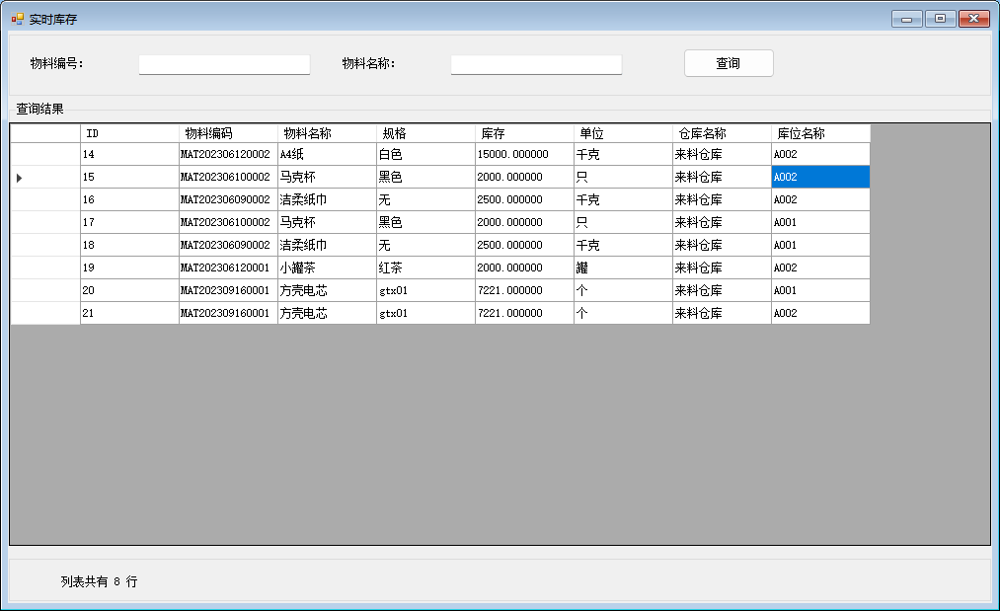 实时库存
物料编号: 物料名称: 查询
查询结果
ID 物料编码 物料名称 规格 库存 单位 仓库名称 库位名称
14 MAT202306120002 A4纸 白色 15000.000000 千克 来料仓库 A002
15 MAT202306100002 马克杯 黑色 2000.000000 只 来料仓库 A002
16 MAT202306090002 洁柔纸巾 无 2500.000000 千克 来料仓库 A002
17 MAT202306100002 马克杯 黑色 2000.000000 只 来料仓库 A001
18 MAT202306090002 洁柔纸巾 无 2500.000000 千克 来料仓库 A001
19 MAT202306120001 小罐茶 红茶 2000.000000 罐 来料仓库 A002
20 MAT202309160001 方壳电芯 gtx01 7221.000000 个 来料仓库 A001
21 MAT202309160001 方壳电芯 gtx01 7221.000000 个 来料仓库 A002
列表共有 8 行